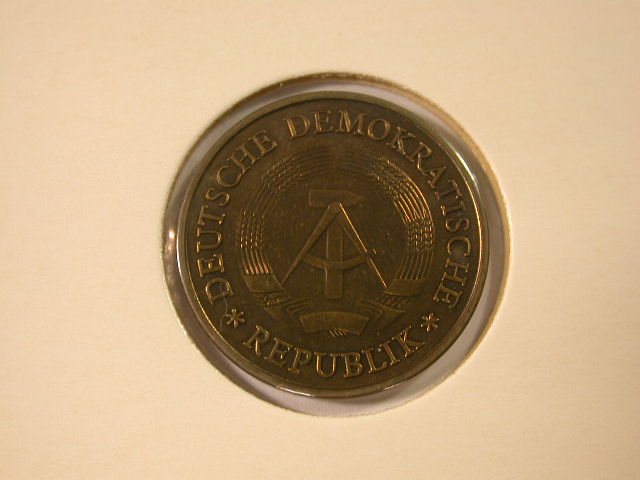 * DEUTSCHE DEMOKRATISCHE *
REPUBLIK